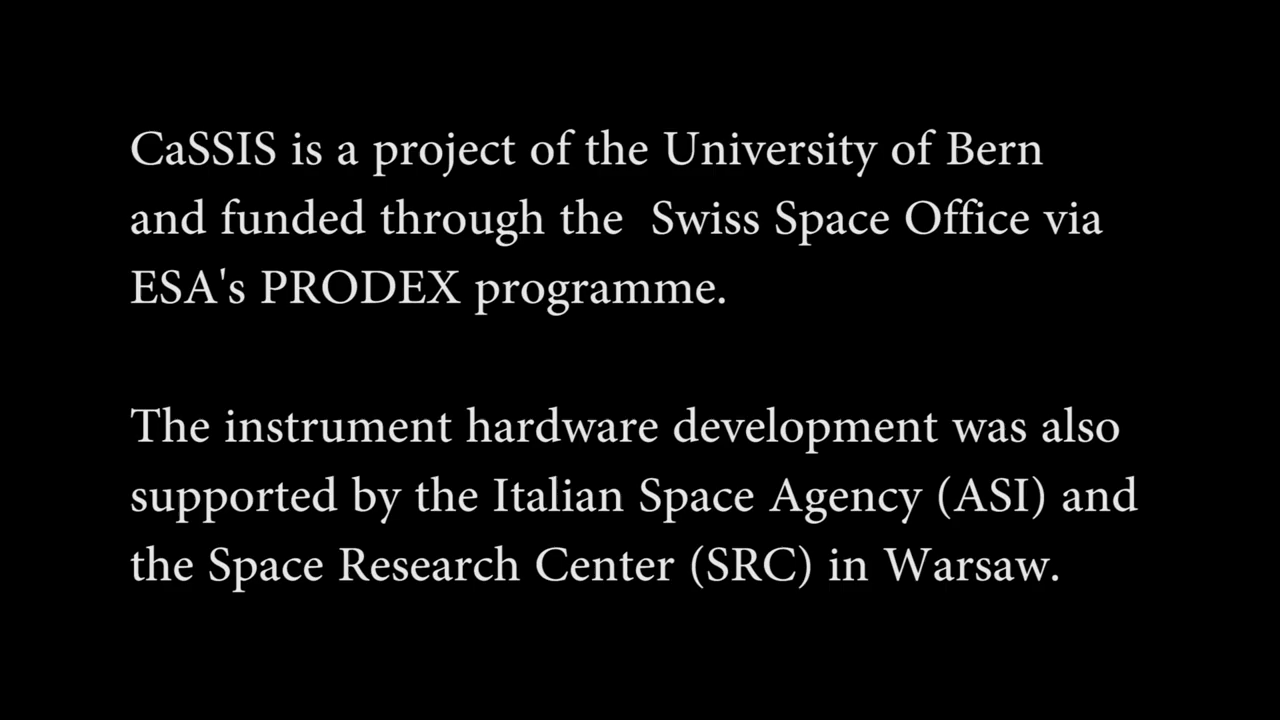 CaSSIS is a project of the University of Bern
and funded through the  Swiss Space Office via
ESA's PRODEX programme.
The instrument hardware development was also
supported by the Italian Space Agency (ASI) and
the Space Research Center (SRC) in Warsaw.